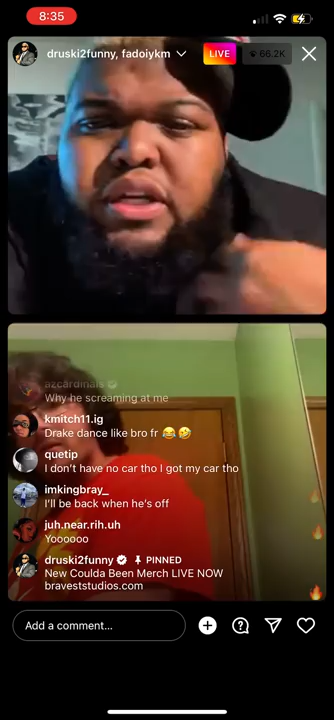 8:35
druski2funny, fadoiykm
LIVE
66.2K
azcardinals
Why he screaming at me
kmitch11.ig
Drake dance like bro fr 😂🤣
quetip
I don't have no car tho I got my car tho
imkingbray_
I'll be back when he's off
juh.near.rih.uh
Yoooooo
druski2funny PINNED
New Coulda Been Merch LIVE NOW
braveststudios.com
Add a comment...